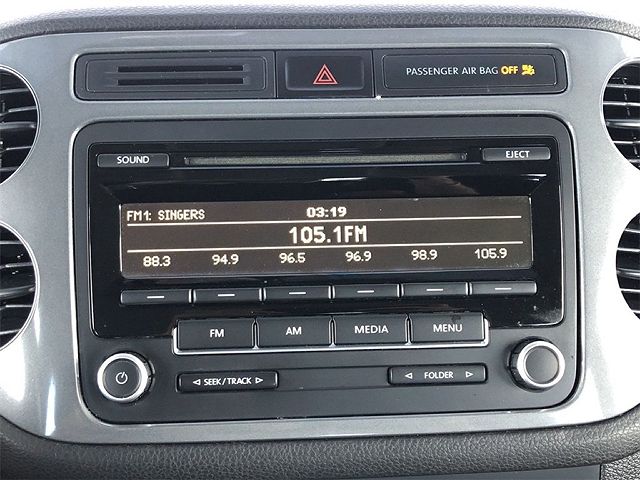 PASSENGER AIR BAG OFF
SOUND
EJECT
FM1: SINGERS 03:19
105.1FM
88.3 94.9 96.5 96.9 98.9 105.9
FM AM MEDIA MENU
SEEK/TRACK
FOLDER